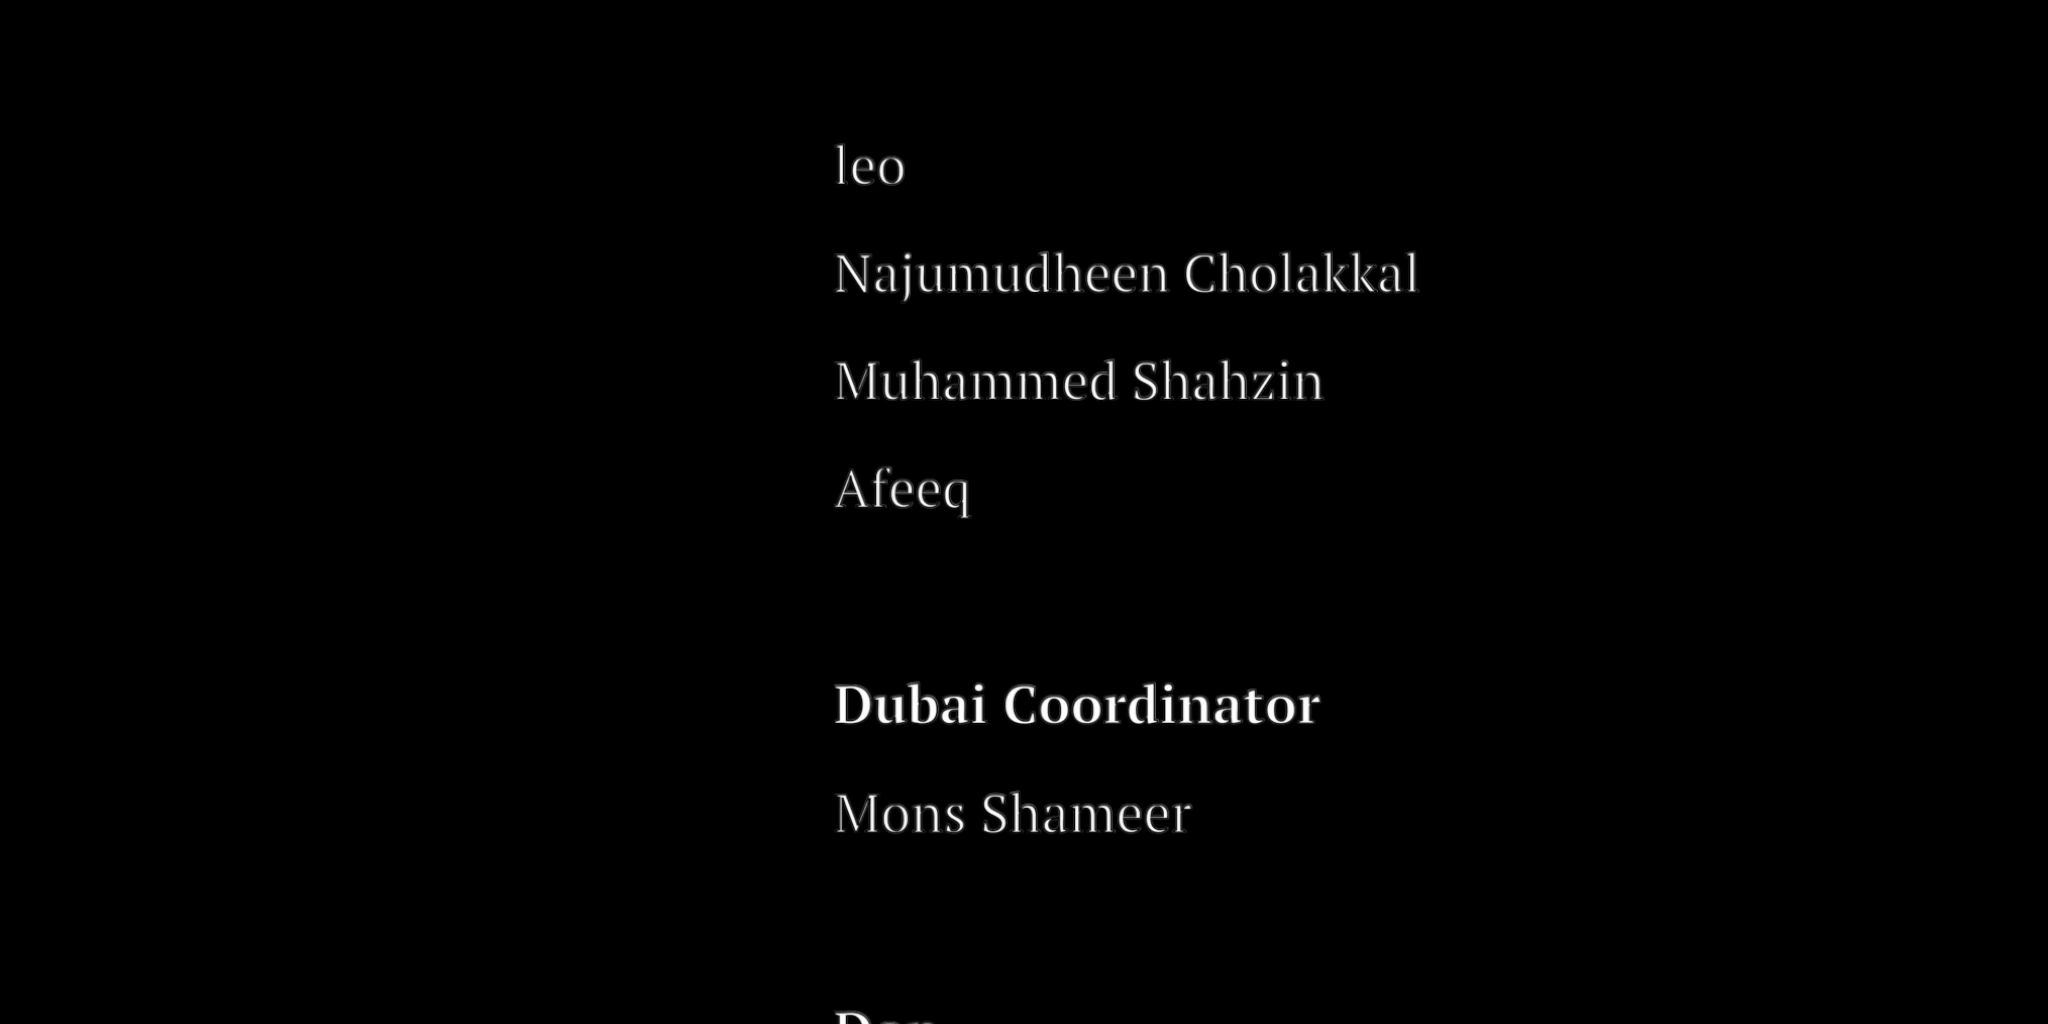 leo
Najumudheen Cholakkal
Muhammed Shahzin
Afeeq
Dubai Coordinator
Mons Shameer